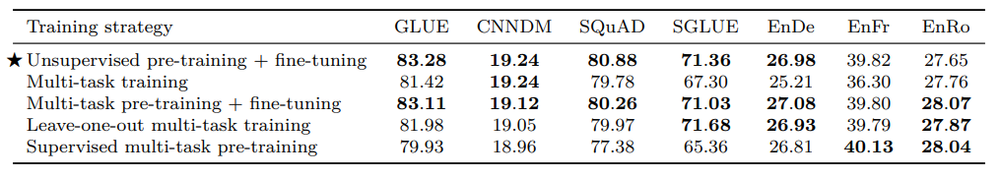 Training strategy GLUE CNNDM SQuAD SGLUE EnDe EnFr EnRo
★ Unsupervised pre-training + fine-tuning 83.28 19.24 80.88 71.36 26.98 39.82 27.65
Multi-task training 81.42 19.24 79.78 67.30 25.21 36.30 27.76
Multi-task pre-training + fine-tuning 83.11 19.12 80.26 71.03 27.08 39.80 28.07
Leave-one-out multi-task training 81.98 19.05 79.97 71.68 26.93 39.79 27.87
Supervised multi-task pre-training 79.93 18.96 77.38 65.36 26.81 40.13 28.04